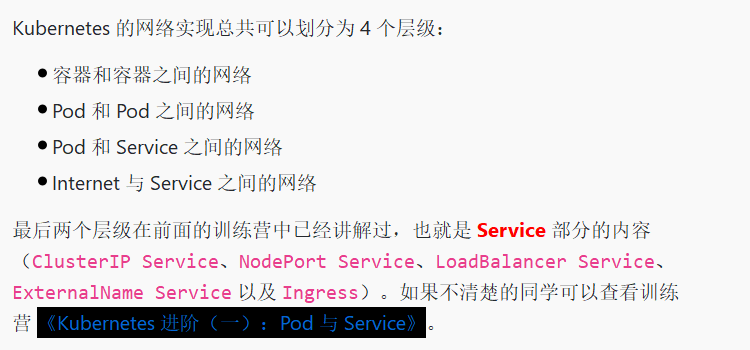 Kubernetes 的网络实现总共可以划分为 4 个层级：
容器和容器之间的网络
Pod 和 Pod 之间的网络
Pod 和 Service 之间的网络
Internet 与 Service 之间的网络
最后两个层级在前面的训练营中已经讲解过，也就是 Service 部分的内容
（ClusterIP Service、NodePort Service、LoadBalancer Service、
ExternalName Service 以及 Ingress）。如果不清楚的同学可以查看训练
营 《Kubernetes 进阶（一）：Pod 与 Service》。